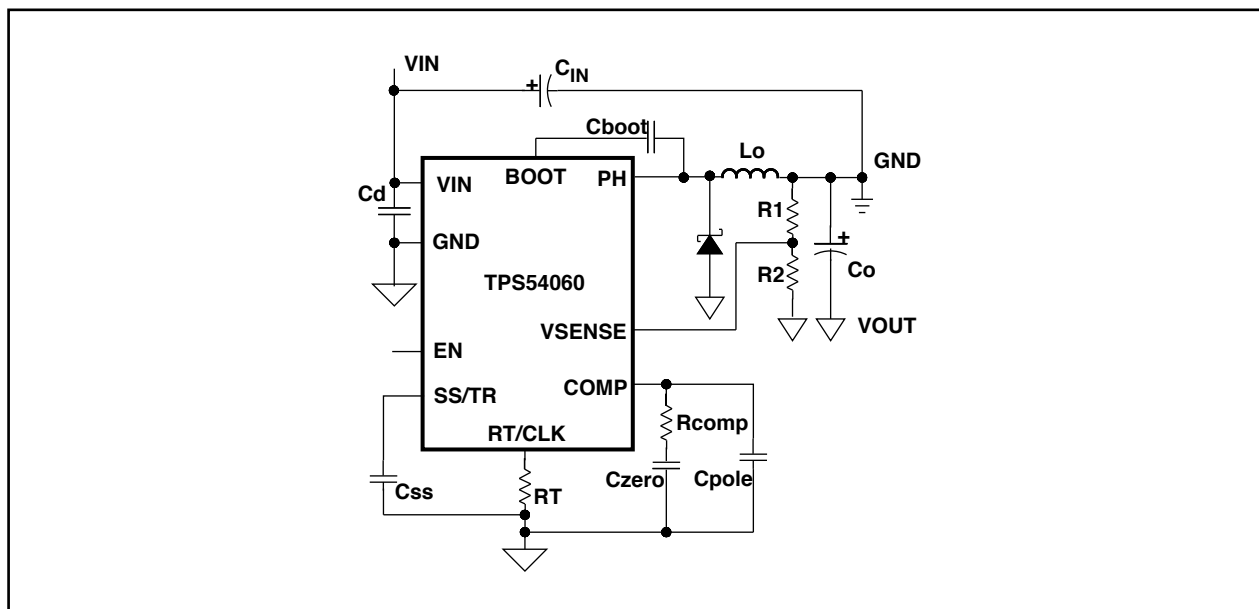 VIN
+
CIN
Cboot
Lo
GND
BOOT
PH
VIN
Cd
R1
+
GND
R2
Co
TPS54060
VOUT
VSENSE
EN
COMP
SS/TR
Rcomp
RT/CLK
Czero
Cpole
Css
RT